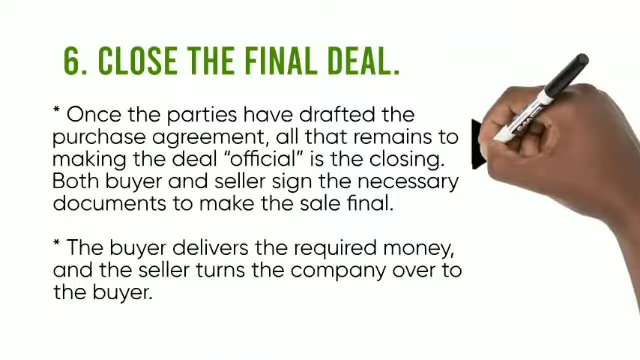 6. CLOSE THE FINAL DEAL.
* Once the parties have drafted the
purchase agreement, all that remains to
making the deal “official” is the closing.
Both buyer and seller sign the necessary
documents to make the sale final.
* The buyer delivers the required money,
and the seller turns the company over to
the buyer.